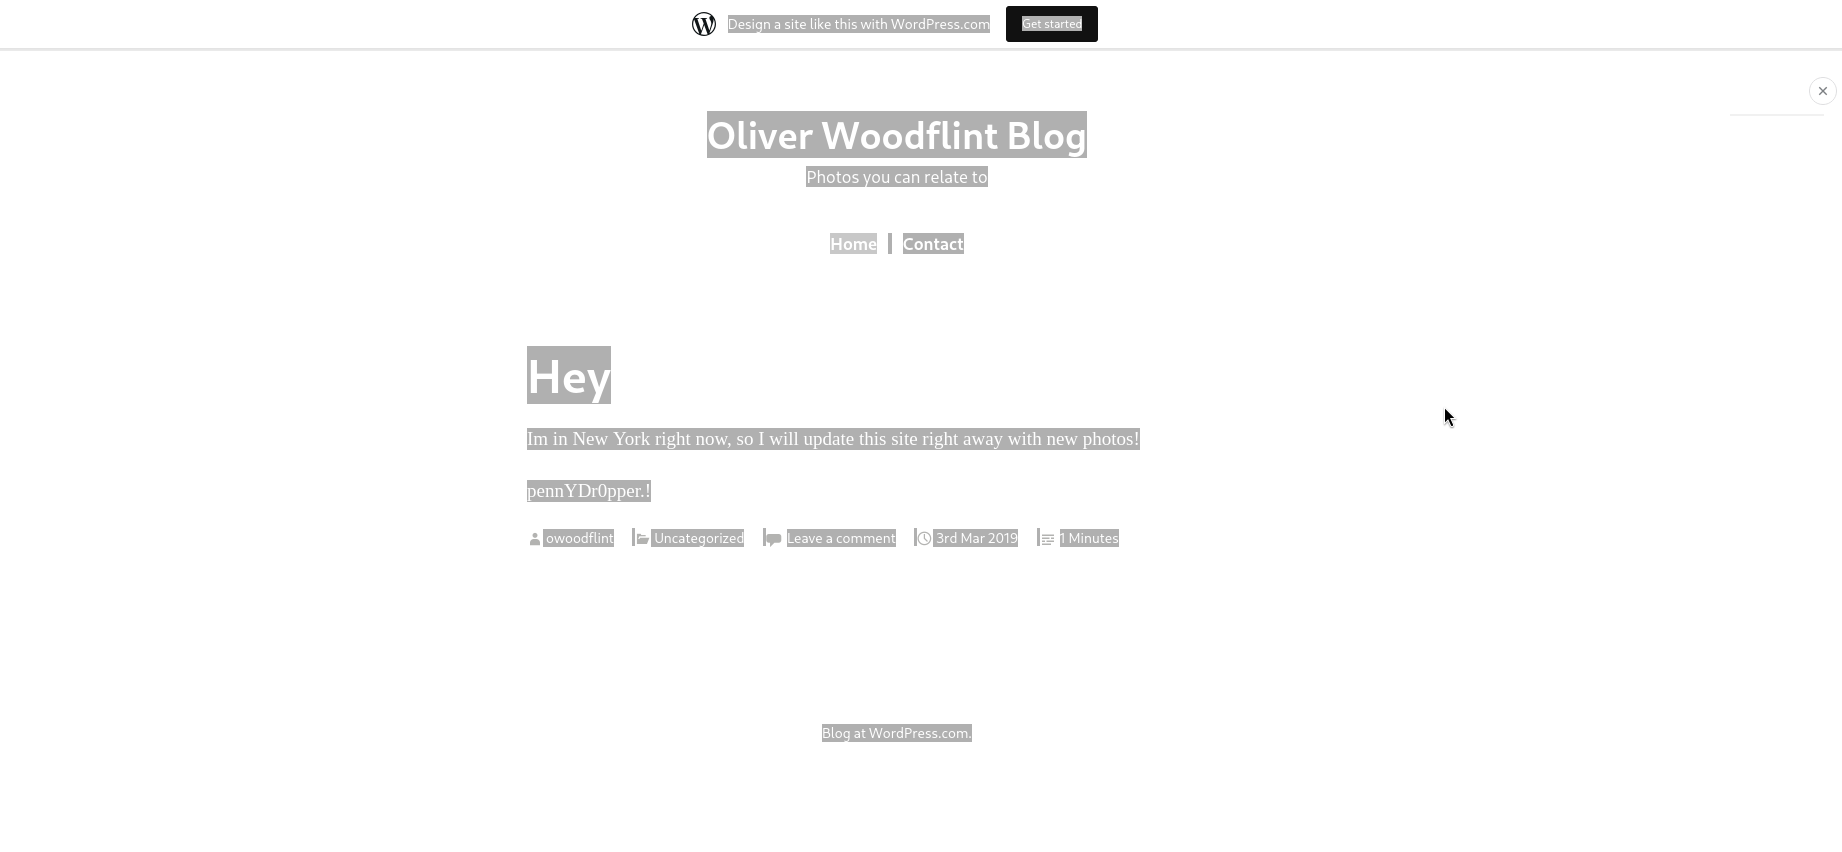 Design a site like this with WordPress.com
Get started
Oliver Woodflint Blog
Photos you can relate to
Home
Contact
Hey
Im in New York right now, so I will update this site right away with new photos!
pennYDr0pper.!
owoodflint Uncategorized Leave a comment 3rd Mar 2019 1 Minutes
Blog at WordPress.com.